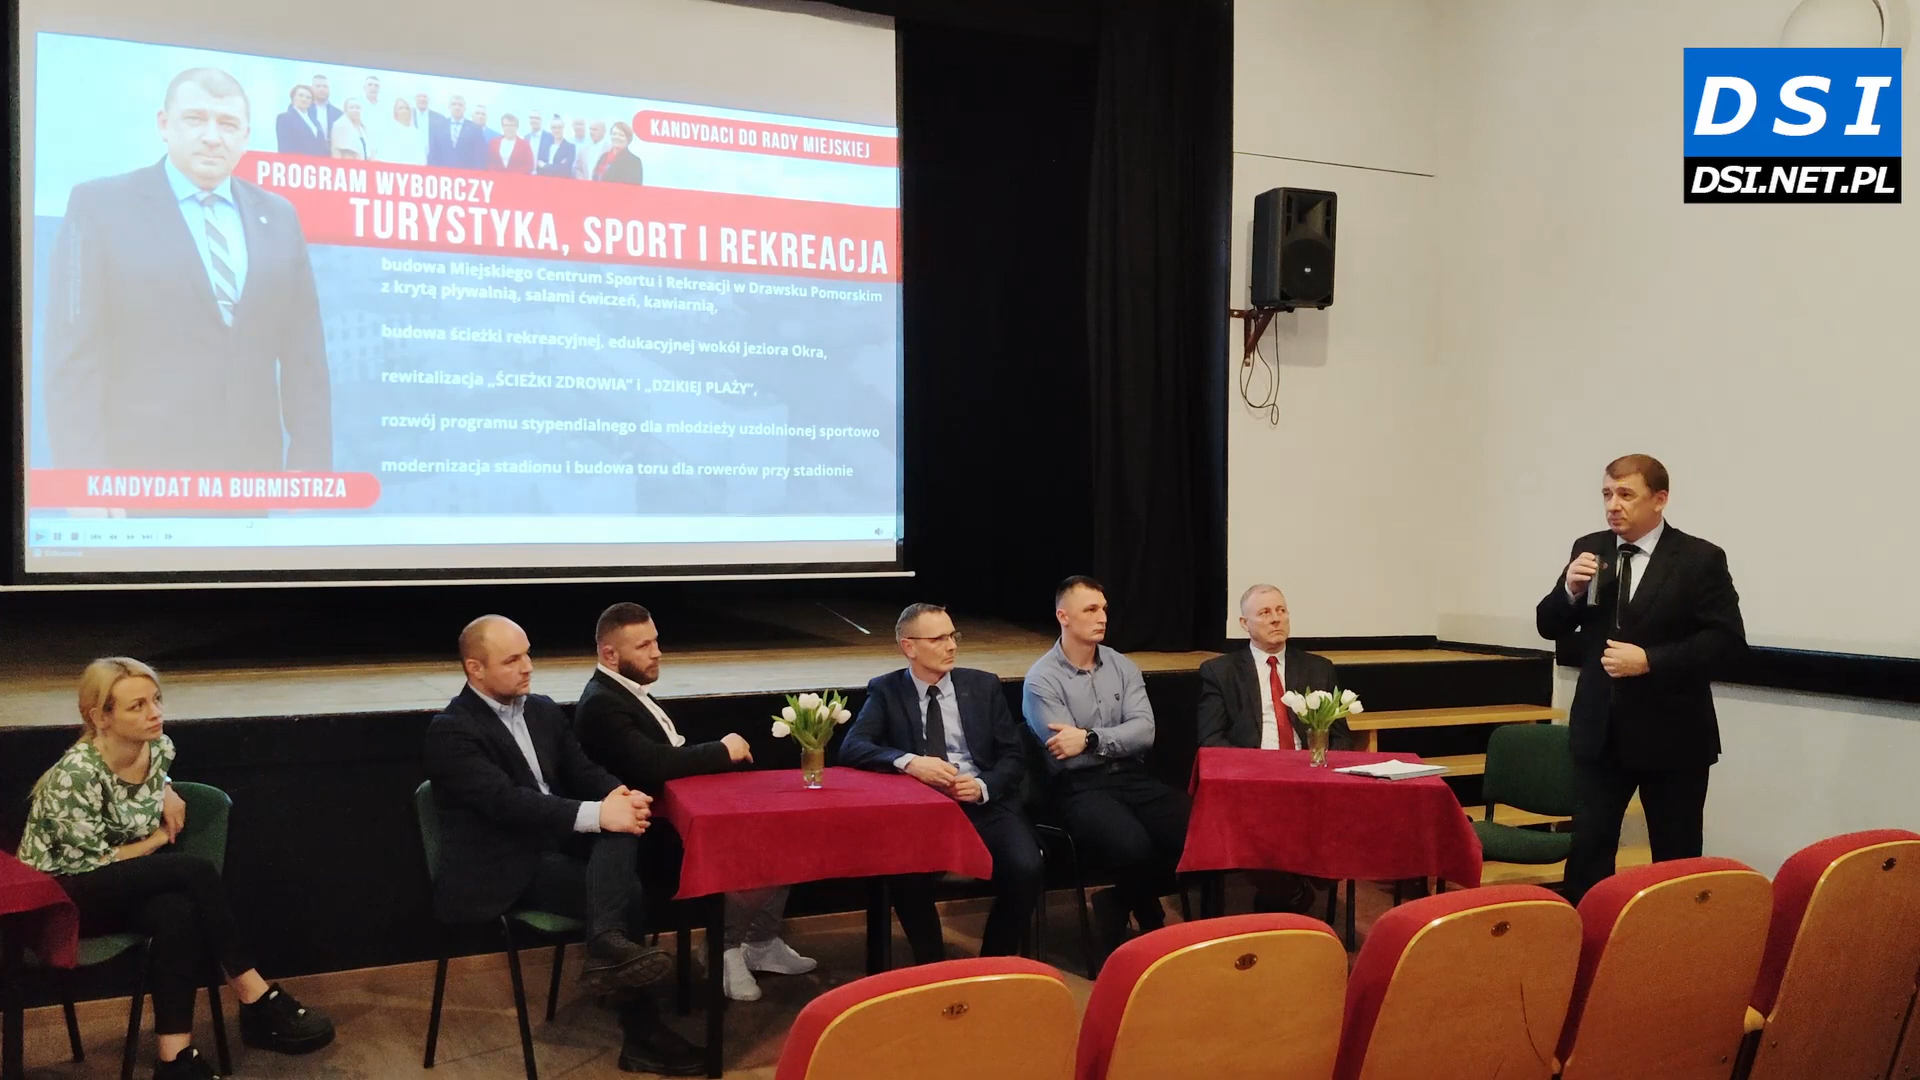 DSI
DSI.NET.PL
KANDYDACI DO RADY MIEJSKIEJ
PROGRAM WYBORCZY
TURYSTYKA, SPORT I REKREACJA
budowa Miejskiego Centrum Sportu i Rekreacji w Drawsku Pomorskim
z krytą pływalnią, salami ćwiczeń, kawiarnią,
budowa ścieżki rekreacyjnej, edukacyjnej wokół jeziora Okra,
rewitalizacja „ŚCIEŻKI ZDROWIA” i „DZIKIEJ PLAŻY”,
rozwój programu stypendialnego dla młodzieży uzdolnionej sportowo
modernizacja stadionu i budowa toru dla rowerów przy stadionie
KANDYDAT NA BURMISTRZA
12